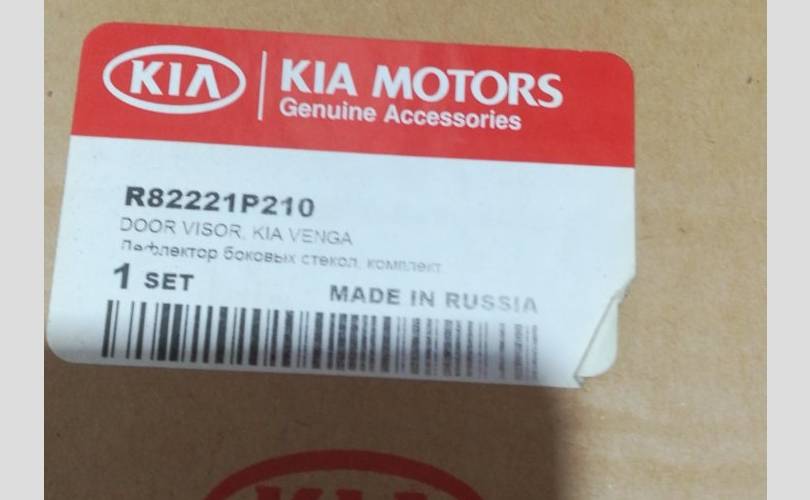 KIA
KIA MOTORS
Genuine Accessories
R82221P210
DOOR VISOR, KIA VENGA
Дефлектор боковых стекол, комплект
1 SET
MADE IN RUSSIA
KIA